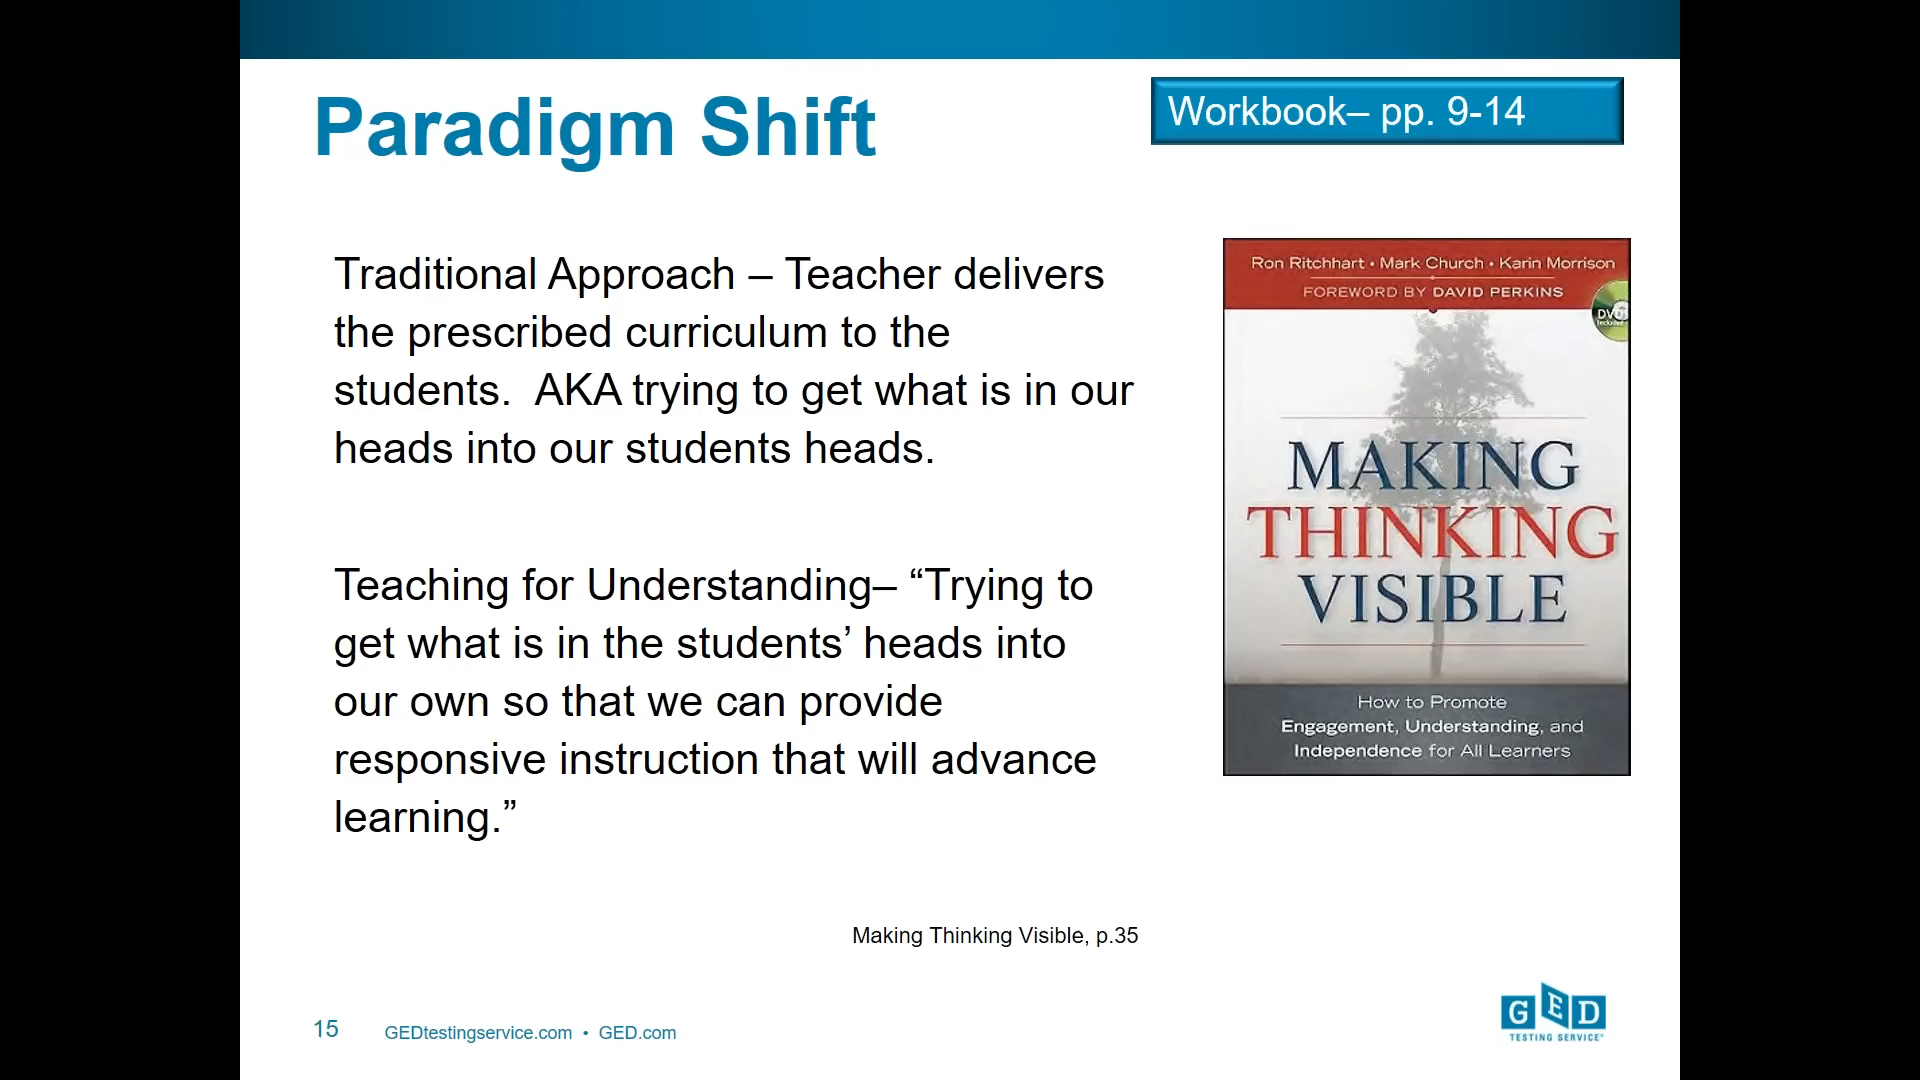 Paradigm Shift
Workbook– pp. 9-14
Traditional Approach – Teacher delivers
the prescribed curriculum to the
students.  AKA trying to get what is in our
heads into our students heads.
Teaching for Understanding– “Trying to
get what is in the students’ heads into
our own so that we can provide
responsive instruction that will advance
learning.”
Ron Ritchhart • Mark Church • Karin Morrison
FOREWORD BY DAVID PERKINS
DVD
Included
MAKING
THINKING
VISIBLE
How to Promote
Engagement, Understanding, and
Independence for All Learners
Making Thinking Visible, p.35
15
GEDtestingservice.com • GED.com
GED
TESTING SERVICE®